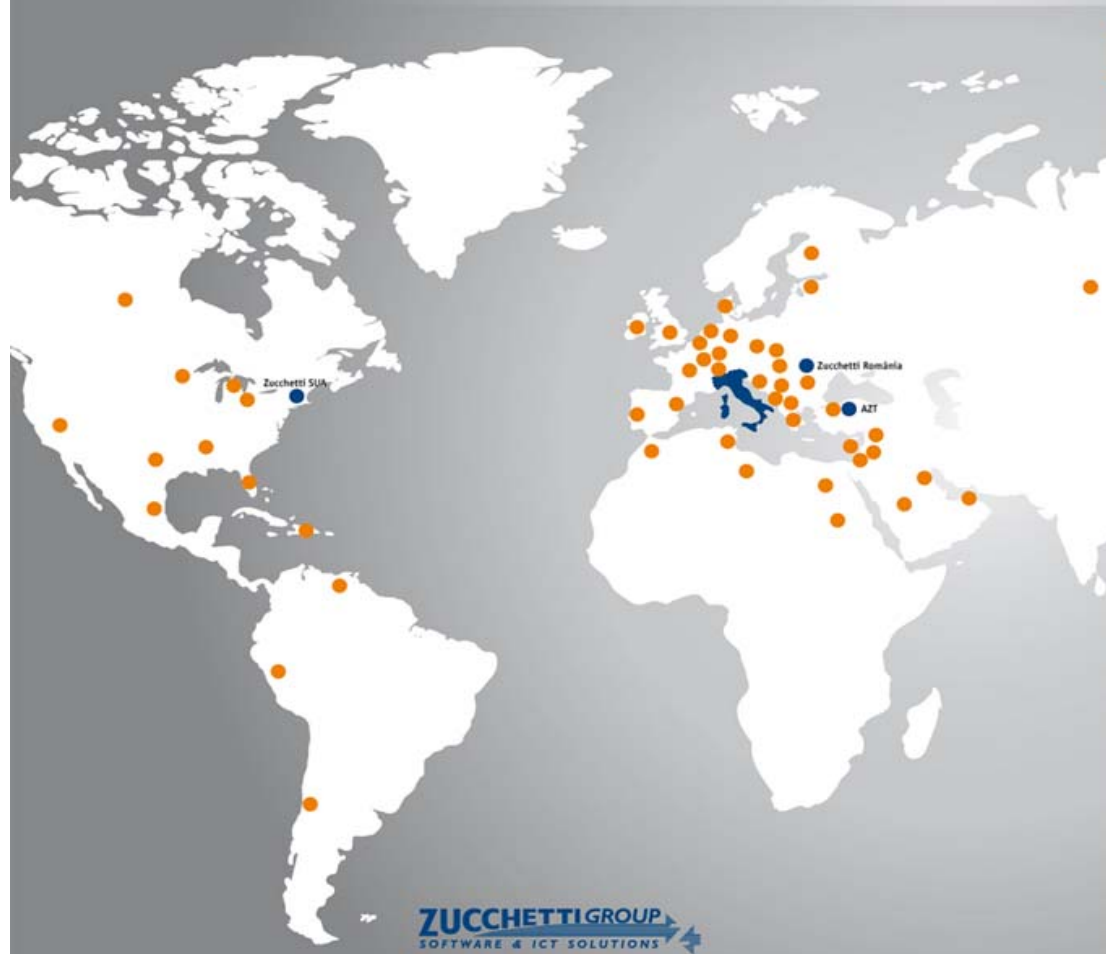 Zucchetti SUA
Zucchetti România
AZT
ZUCCHETTI GROUP
SOFTWARE & ICT SOLUTIONS